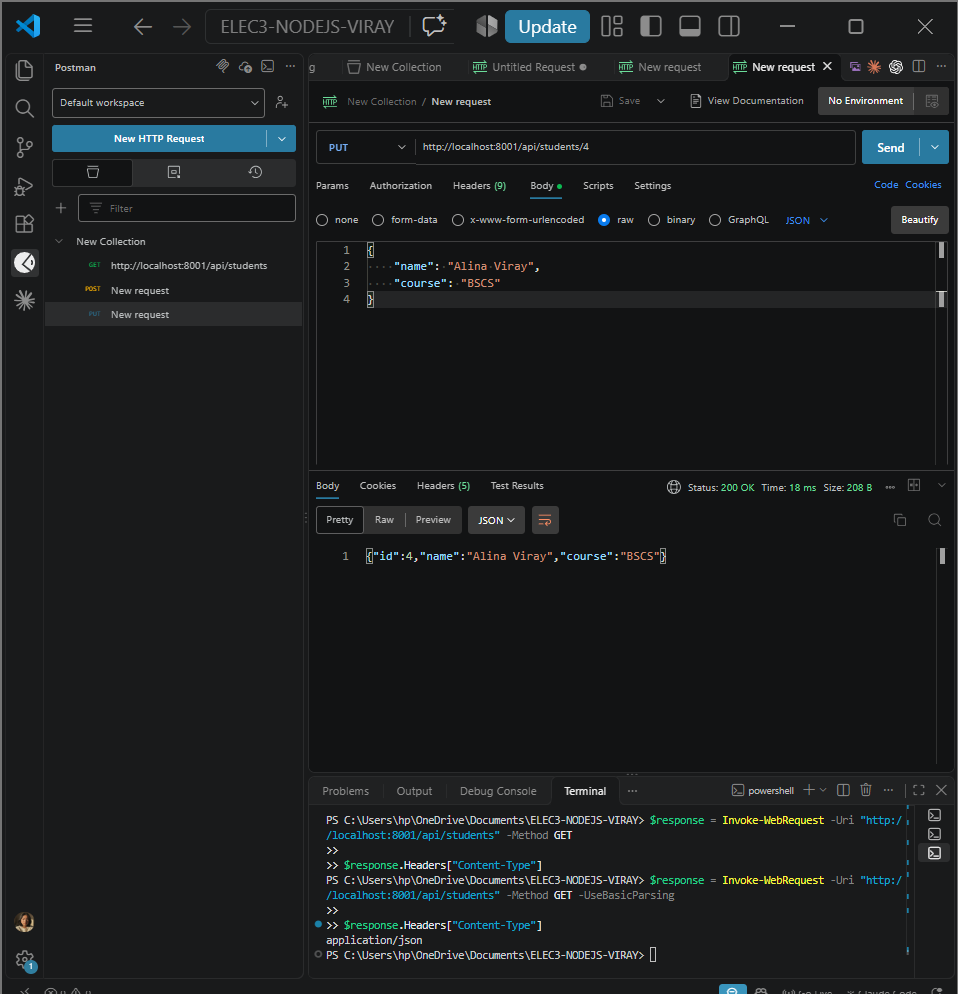 ELEC3-NODEJS-VIRAY
Update
Postman
Default workspace
New HTTP Request
Filter
New Collection
GET http://localhost:8001/api/students
POST New request
PUT New request
g
New Collection
Untitled Request
New request
New request
New Collection / New request
Save
View Documentation
No Environment
PUT
http://localhost:8001/api/students/4
Send
Params Authorization Headers (9) Body Scripts Settings
Code Cookies
none form-data x-www-form-urlencoded raw binary GraphQL JSON
Beautify
1 {
2 ····"name":·"Alina·Viray",
3 ····"course":·"BSCS"
4 }
Body Cookies Headers (5) Test Results
Status: 200 OK Time: 18 ms Size: 208 B
Pretty Raw Preview JSON
1 {"id":4,"name":"Alina Viray","course":"BSCS"}
Problems Output Debug Console Terminal
powershell
PS C:\Users\hp\OneDrive\Documents\ELEC3-NODEJS-VIRAY> $response = Invoke-WebRequest -Uri "http:/
/localhost:8001/api/students" -Method GET
>>
>> $response.Headers["Content-Type"]
PS C:\Users\hp\OneDrive\Documents\ELEC3-NODEJS-VIRAY> $response = Invoke-WebRequest -Uri "http:/
/localhost:8001/api/students" -Method GET -UseBasicParsing
>>
>> $response.Headers["Content-Type"]
application/json
PS C:\Users\hp\OneDrive\Documents\ELEC3-NODEJS-VIRAY>
1